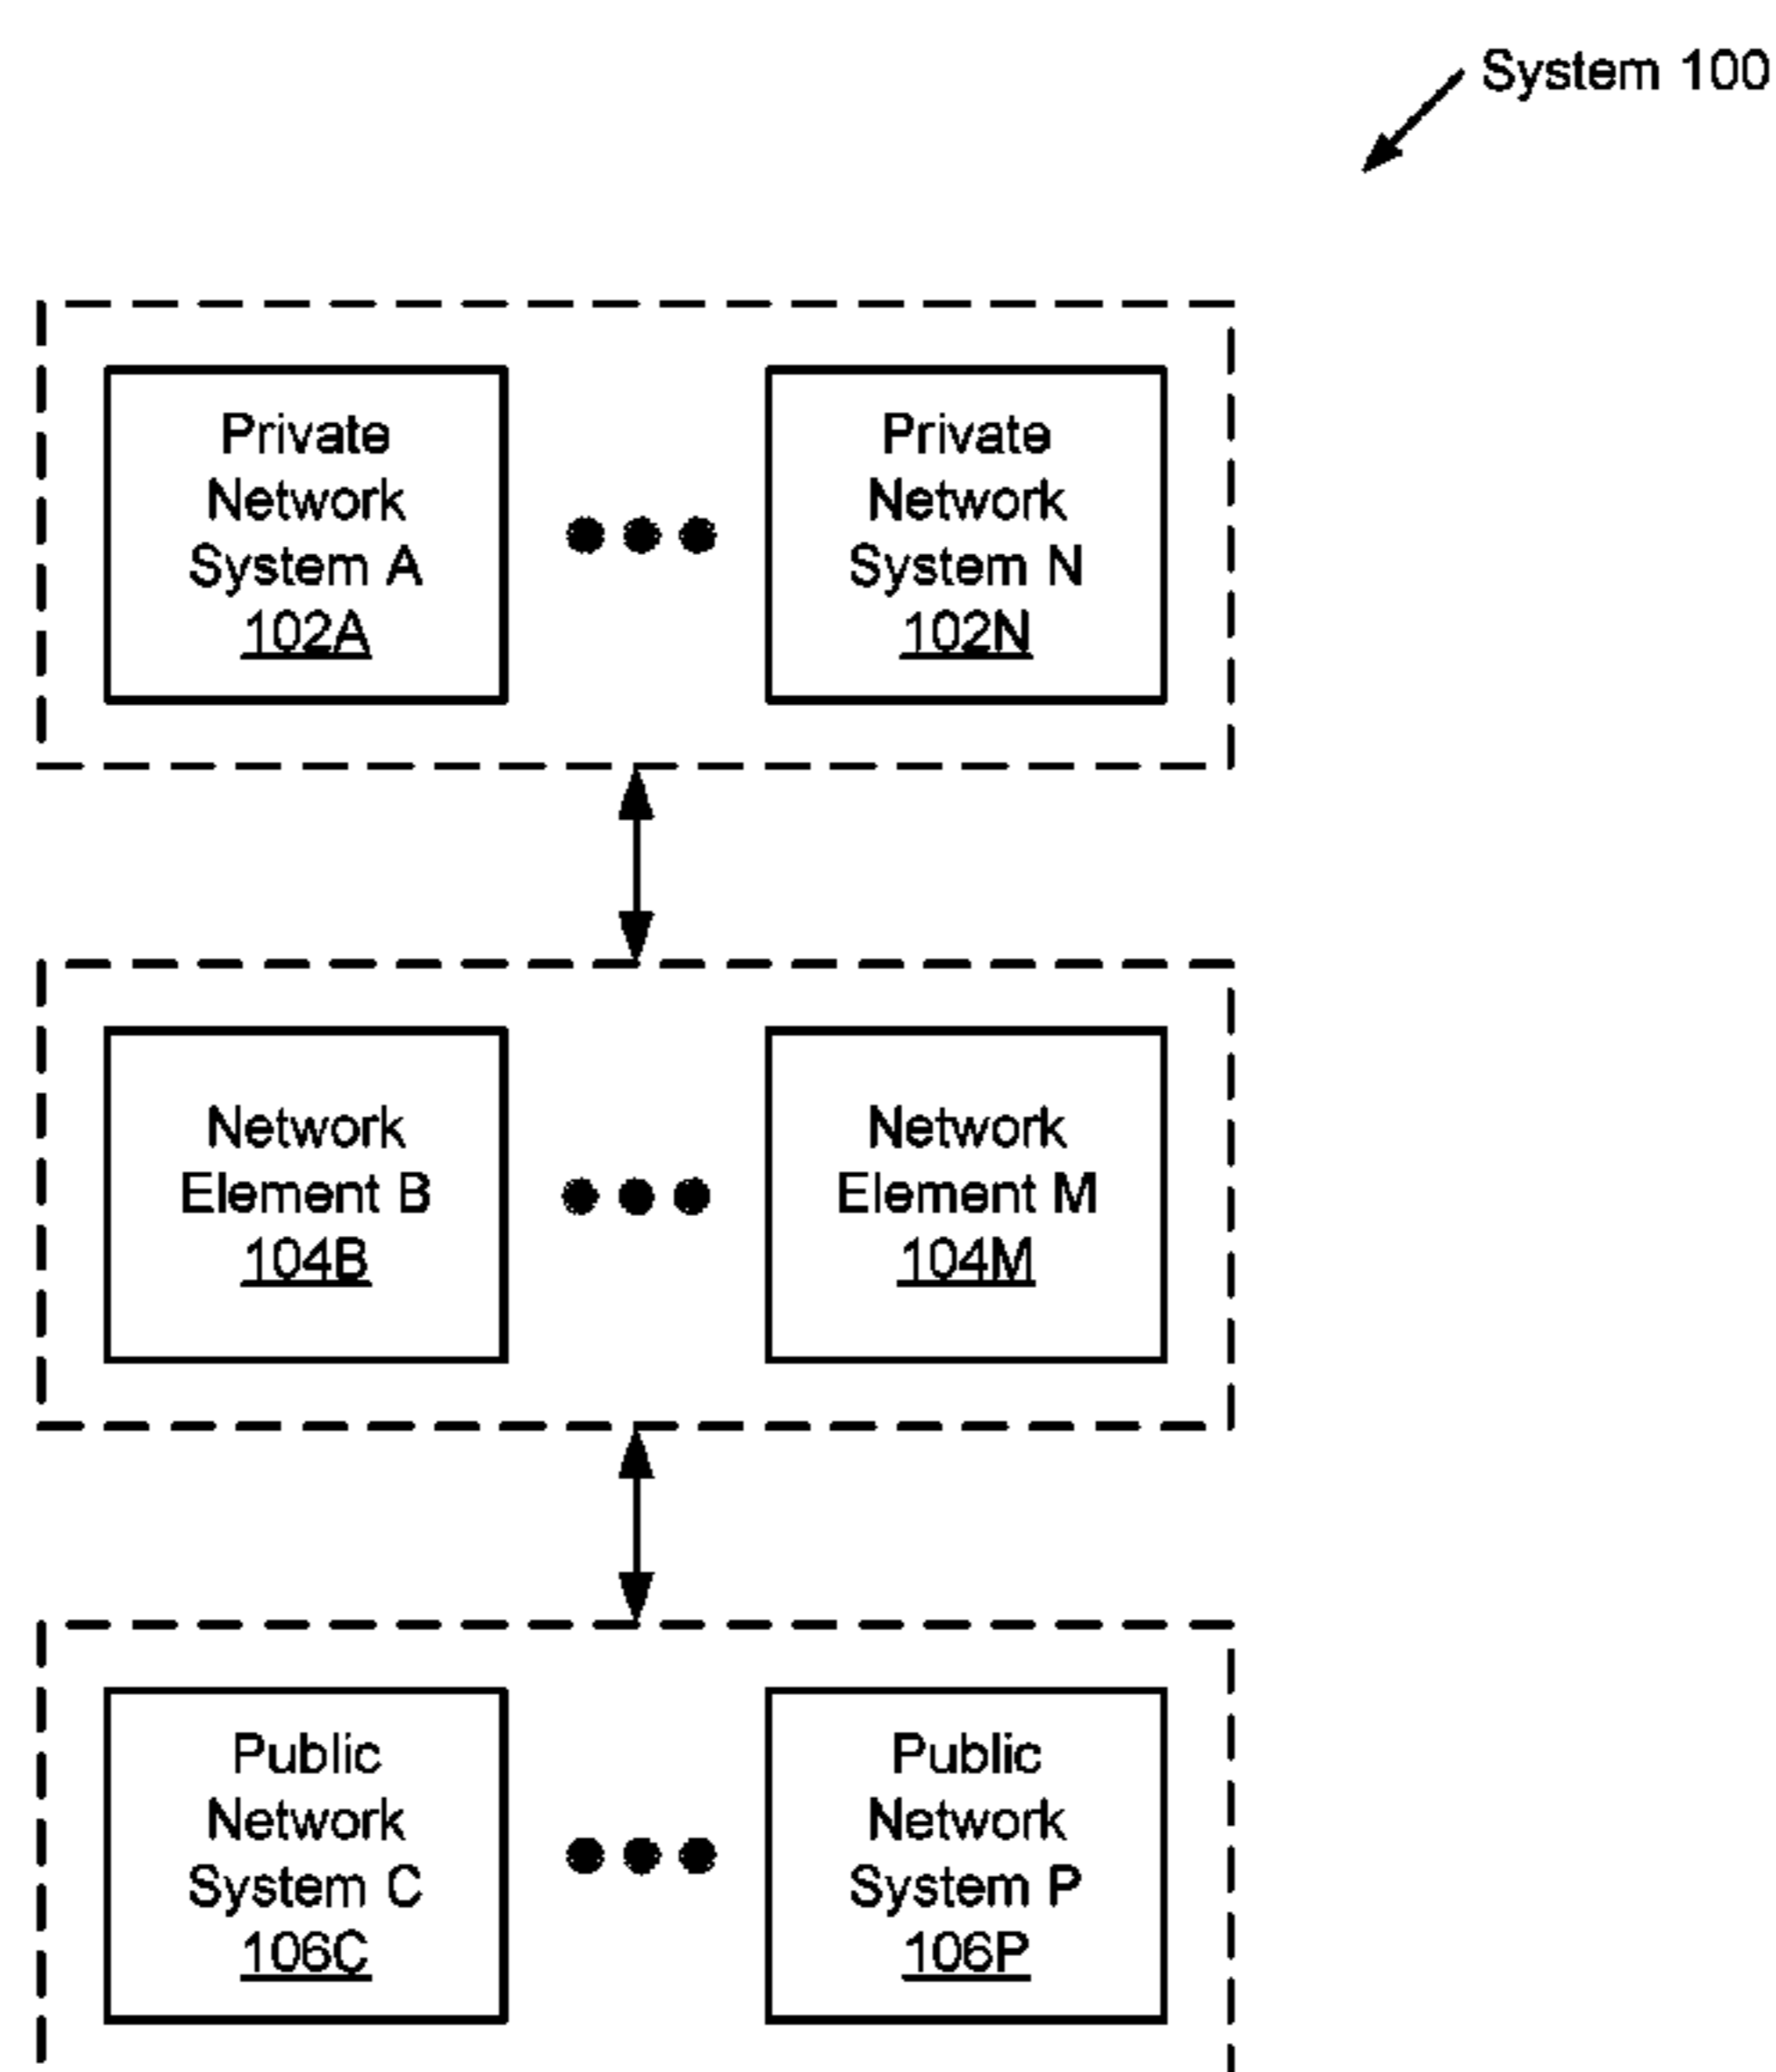 System 100
Private
Network
System A
102A
Private
Network
System N
102N
Network
Element B
104B
Network
Element M
104M
Public
Network
System C
106C
Public
Network
System P
106P